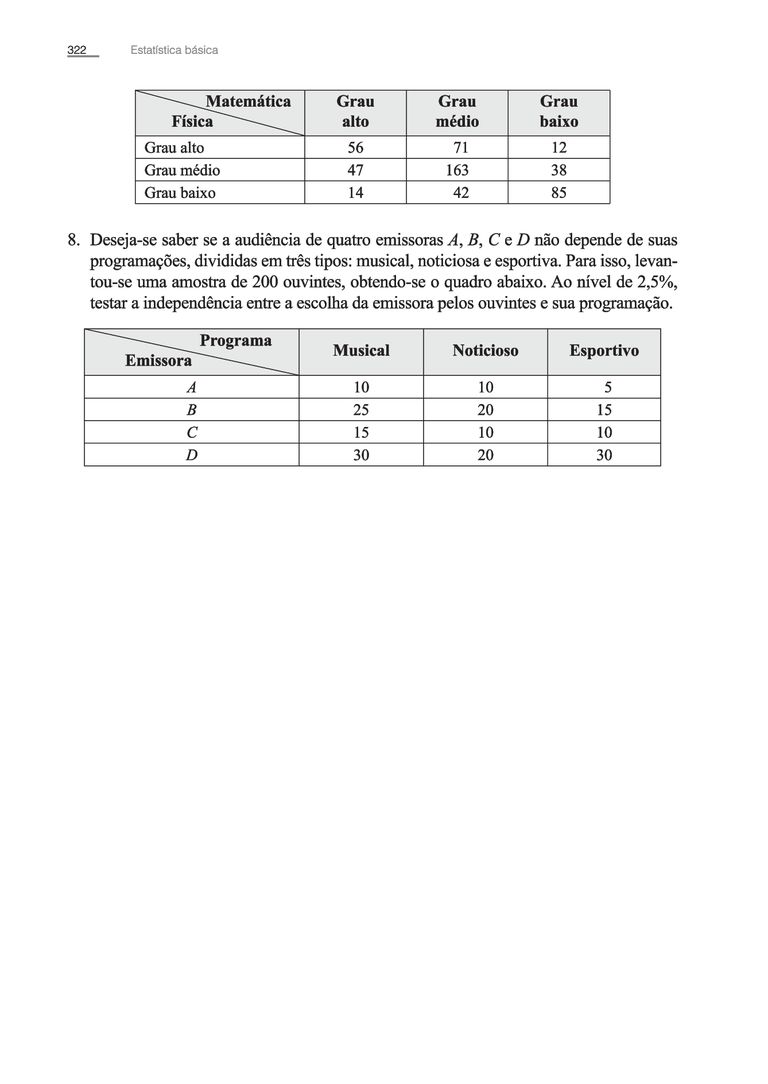 322 Estatística básica
Matemática Grau Grau Grau
Física alto médio baixo
Grau alto 56 71 12
Grau médio 47 163 38
Grau baixo 14 42 85
8. Deseja-se saber se a audiência de quatro emissoras A, B, C e D não depende de suas
programações, divididas em três tipos: musical, noticiosa e esportiva. Para isso, levan-
tou-se uma amostra de 200 ouvintes, obtendo-se o quadro abaixo. Ao nível de 2,5%,
testar a independência entre a escolha da emissora pelos ouvintes e sua programação.
Programa
Emissora Musical Noticioso Esportivo
A 10 10 5
B 25 20 15
C 15 10 10
D 30 20 30